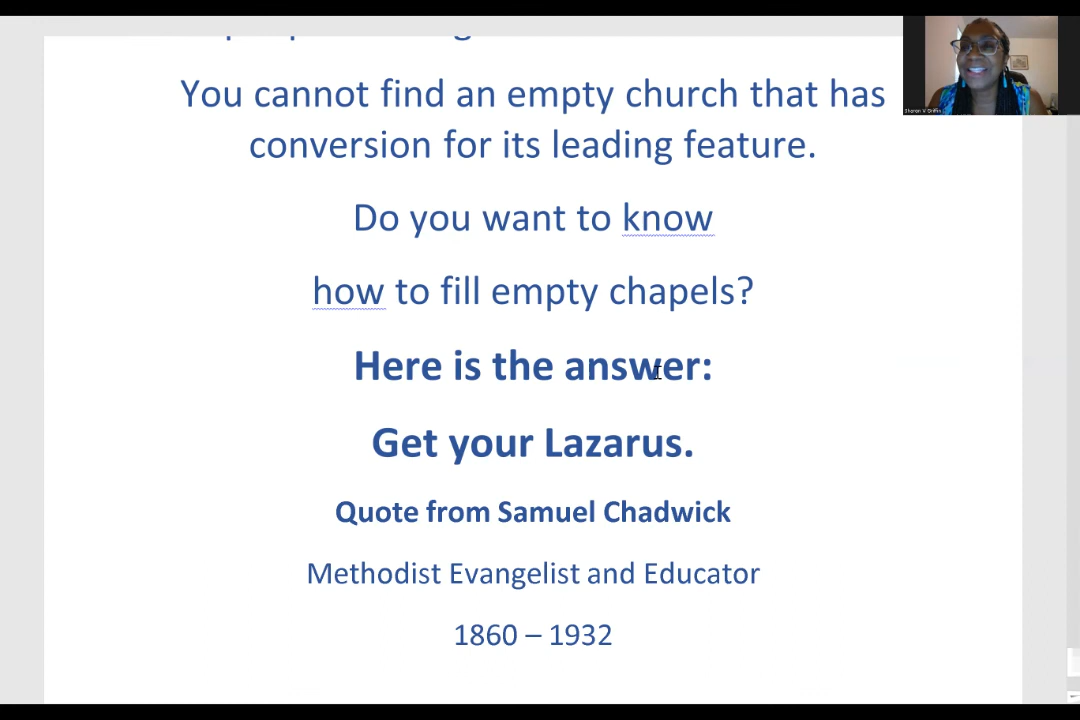 You cannot find an empty church that has
conversion for its leading feature.
Do you want to know
how to fill empty chapels?
Here is the answer:
Get your Lazarus.
Quote from Samuel Chadwick
Methodist Evangelist and Educator
1860 – 1932
Sharon V Griffin